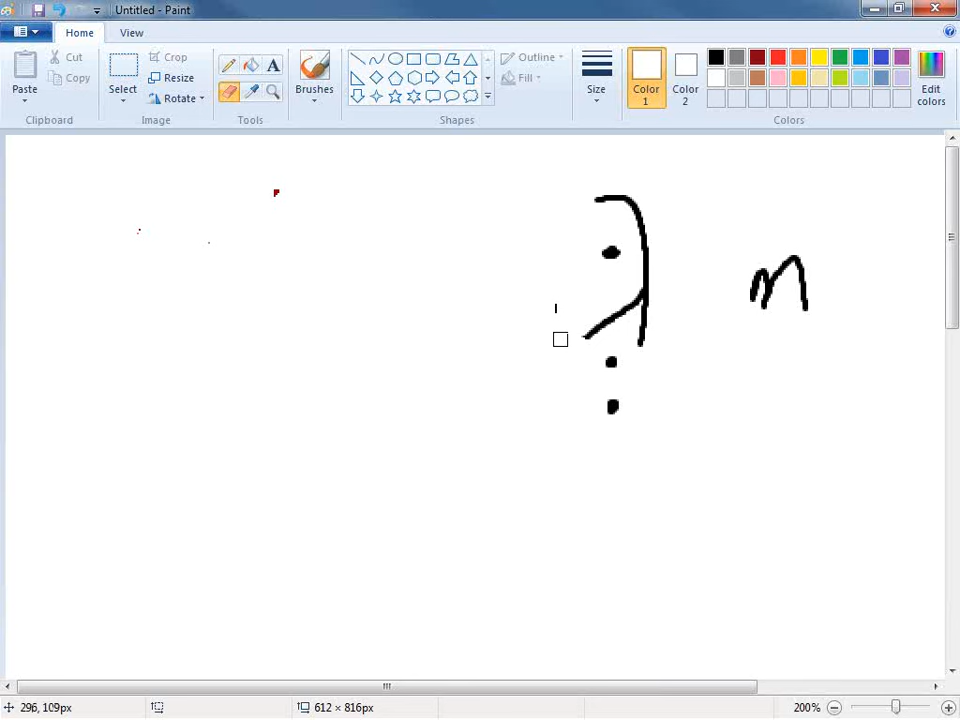 Untitled - Paint
Home View
Paste Cut Copy Clipboard
Select Crop Resize Rotate Image
Tools
Brushes
Shapes Outline Fill
Size
Color 1 Color 2
Edit colors
Colors
גְּ m
296, 109px 612 × 816px 200%